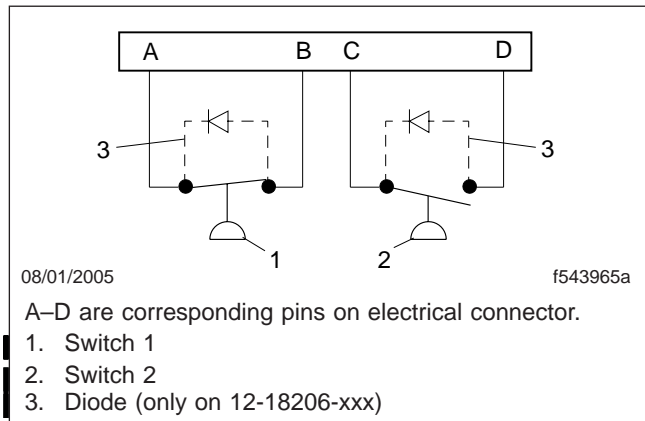 A B C D
3 3
1 2
08/01/2005 f543965a
A–D are corresponding pins on electrical connector.
1. Switch 1
2. Switch 2
3. Diode (only on 12-18206-xxx)